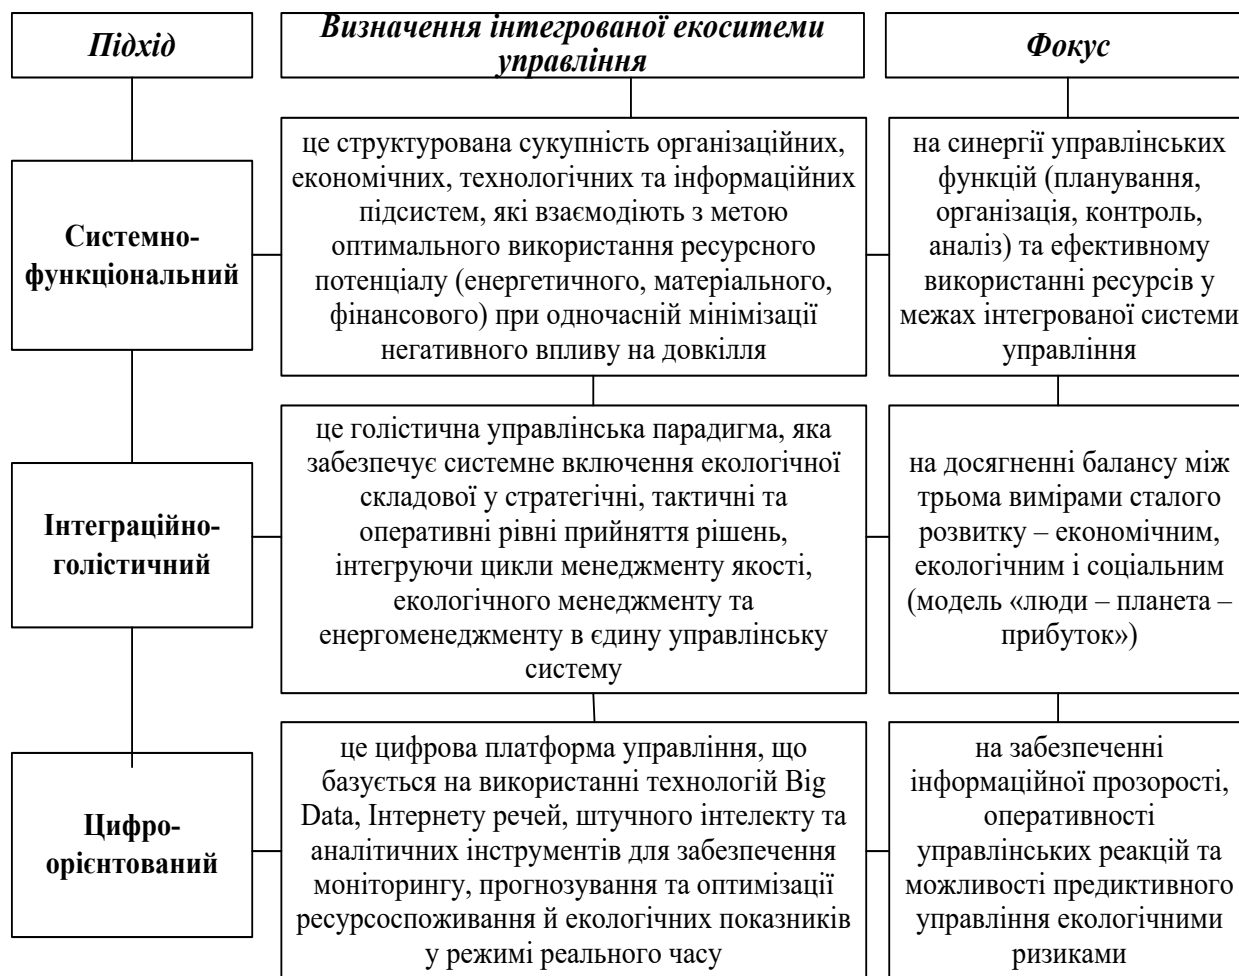 Підхід
Визначення інтегрованої екоситеми
управління
Фокус
Системно-
функціональний
це структурована сукупність організаційних,
економічних, технологічних та інформаційних
підсистем, які взаємодіють з метою
оптимального використання ресурсного
потенціалу (енергетичного, матеріального,
фінансового) при одночасній мінімізації
негативного впливу на довкілля
на синергії управлінських
функцій (планування,
організація, контроль,
аналіз) та ефективному
використанні ресурсів у
межах інтегрованої системи
управління
Інтеграційно-
голістичний
це голістична управлінська парадигма, яка
забезпечує системне включення екологічної
складової у стратегічні, тактичні та
оперативні рівні прийняття рішень,
інтегруючи цикли менеджменту якості,
екологічного менеджменту та
енергоменеджменту в єдину управлінську
систему
на досягненні балансу між
трьома вимірами сталого
розвитку – економічним,
екологічним і соціальним
(модель «люди – планета –
прибуток»)
Цифро-
орієнтований
це цифрова платформа управління, що
базується на використанні технологій Big
Data, Інтернету речей, штучного інтелекту та
аналітичних інструментів для забезпечення
моніторингу, прогнозування та оптимізації
ресурсоспоживання й екологічних показників
у режимі реального часу
на забезпеченні
інформаційної прозорості,
оперативності
управлінських реакцій та
можливості предиктивного
управління екологічними
ризиками